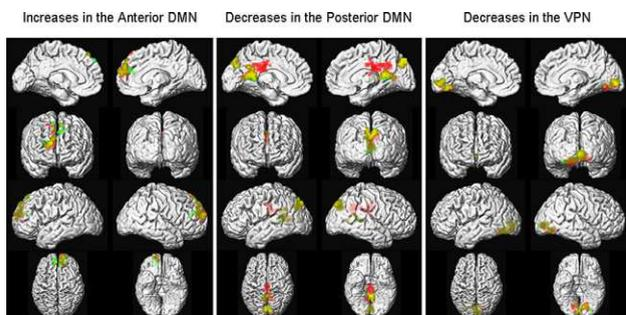 Increases in the Anterior DMN
Decreases in the Posterior DMN
Decreases in the VPN